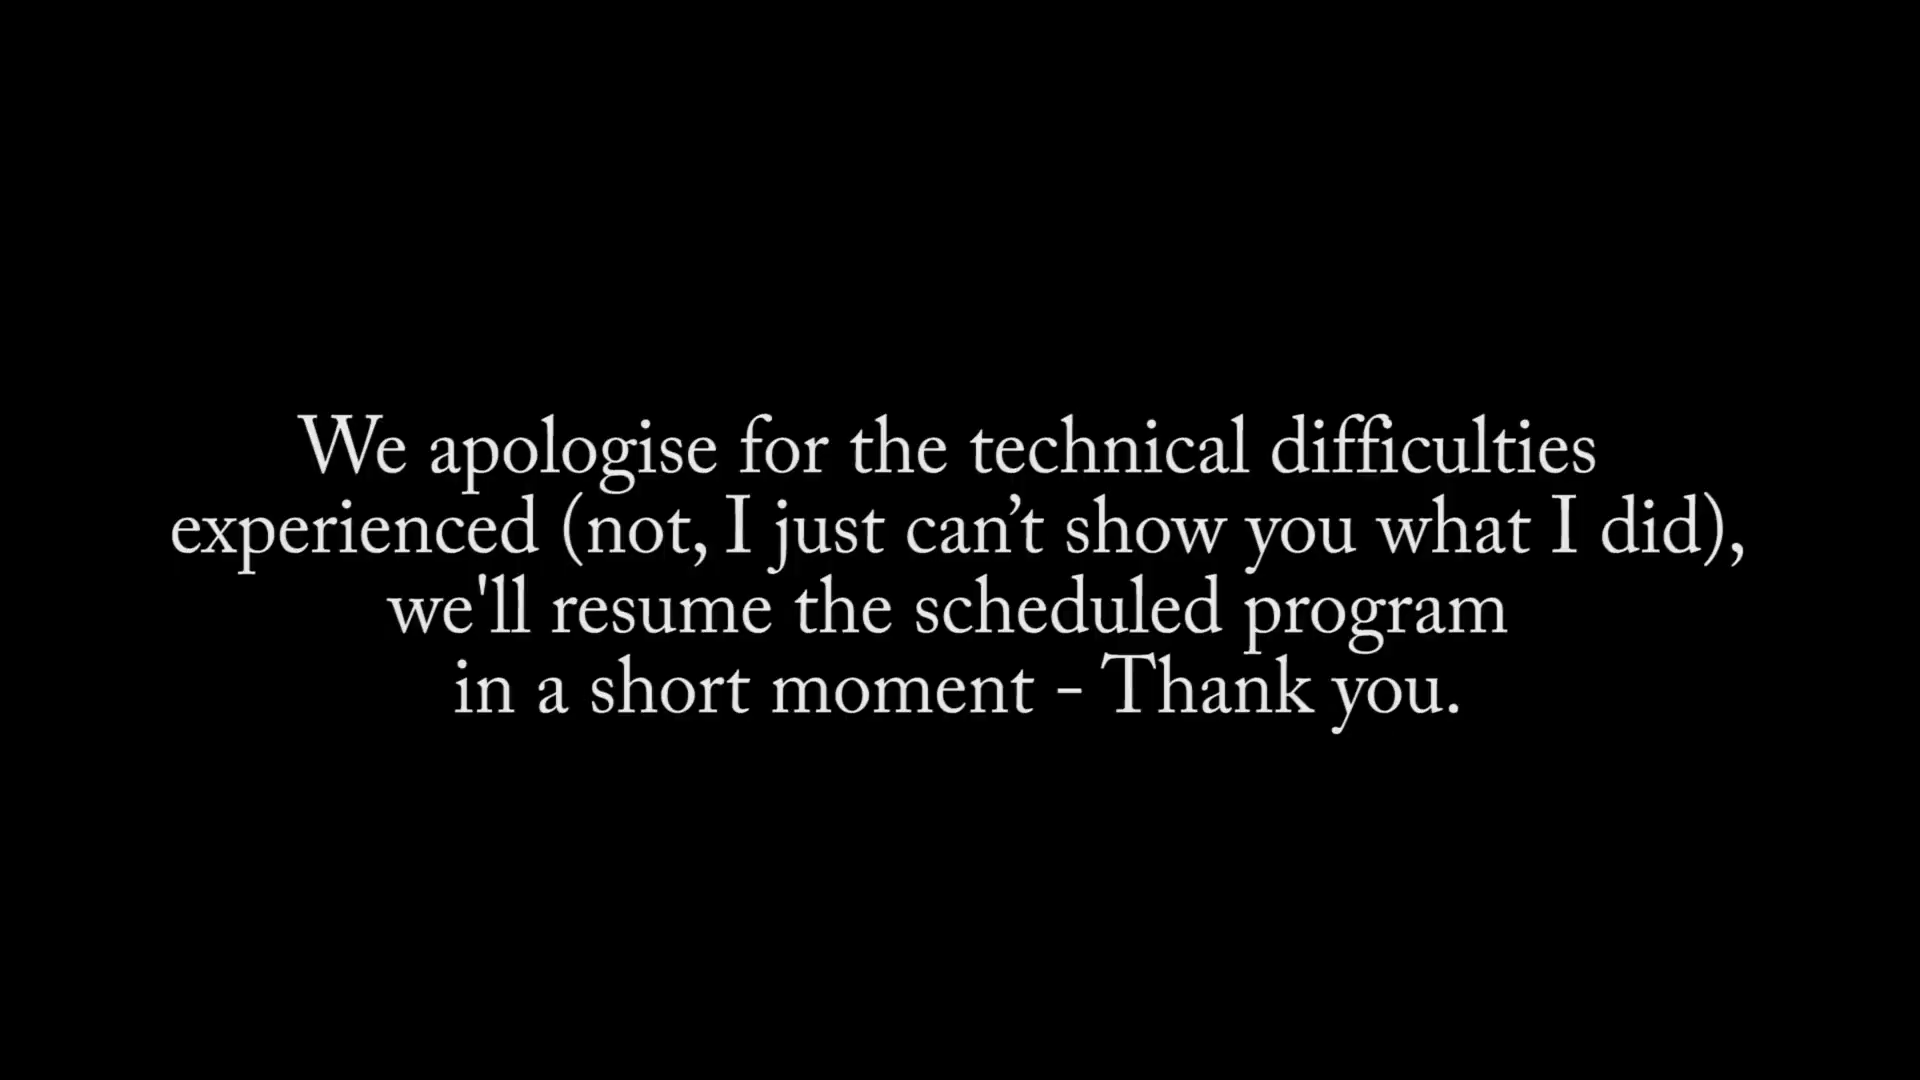 We apologise for the technical difficulties
experienced (not, I just can’t show you what I did),
we'll resume the scheduled program
in a short moment - Thank you.